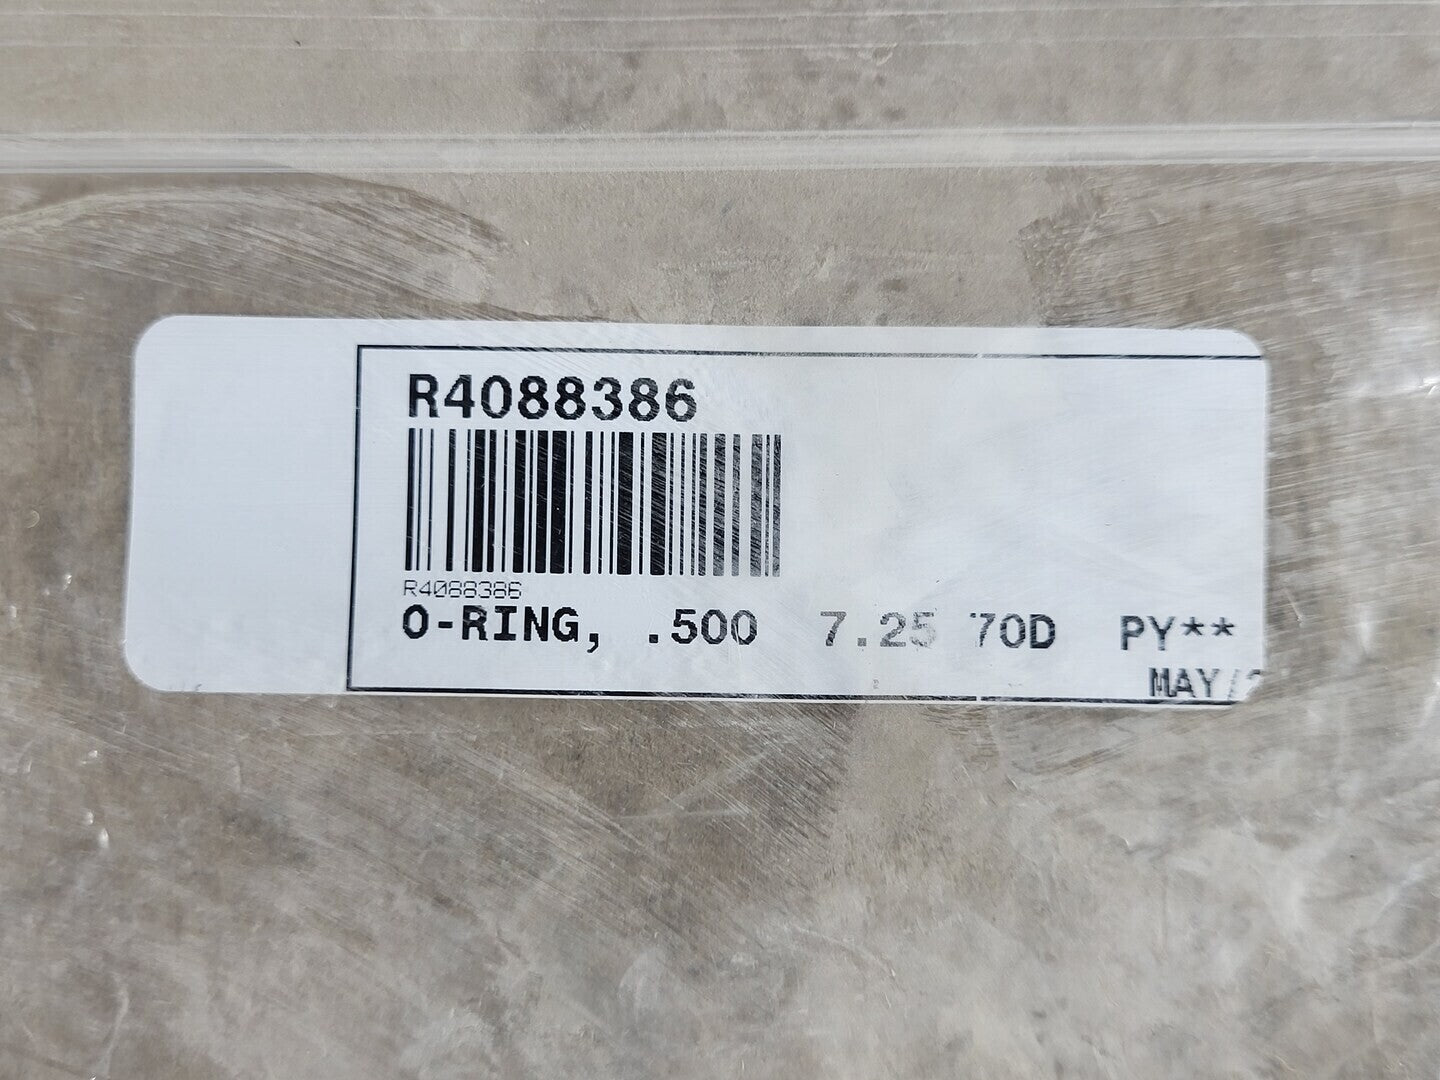 R4088386
R4088386
O-RING, .500 7.25 70D PY**
MAY